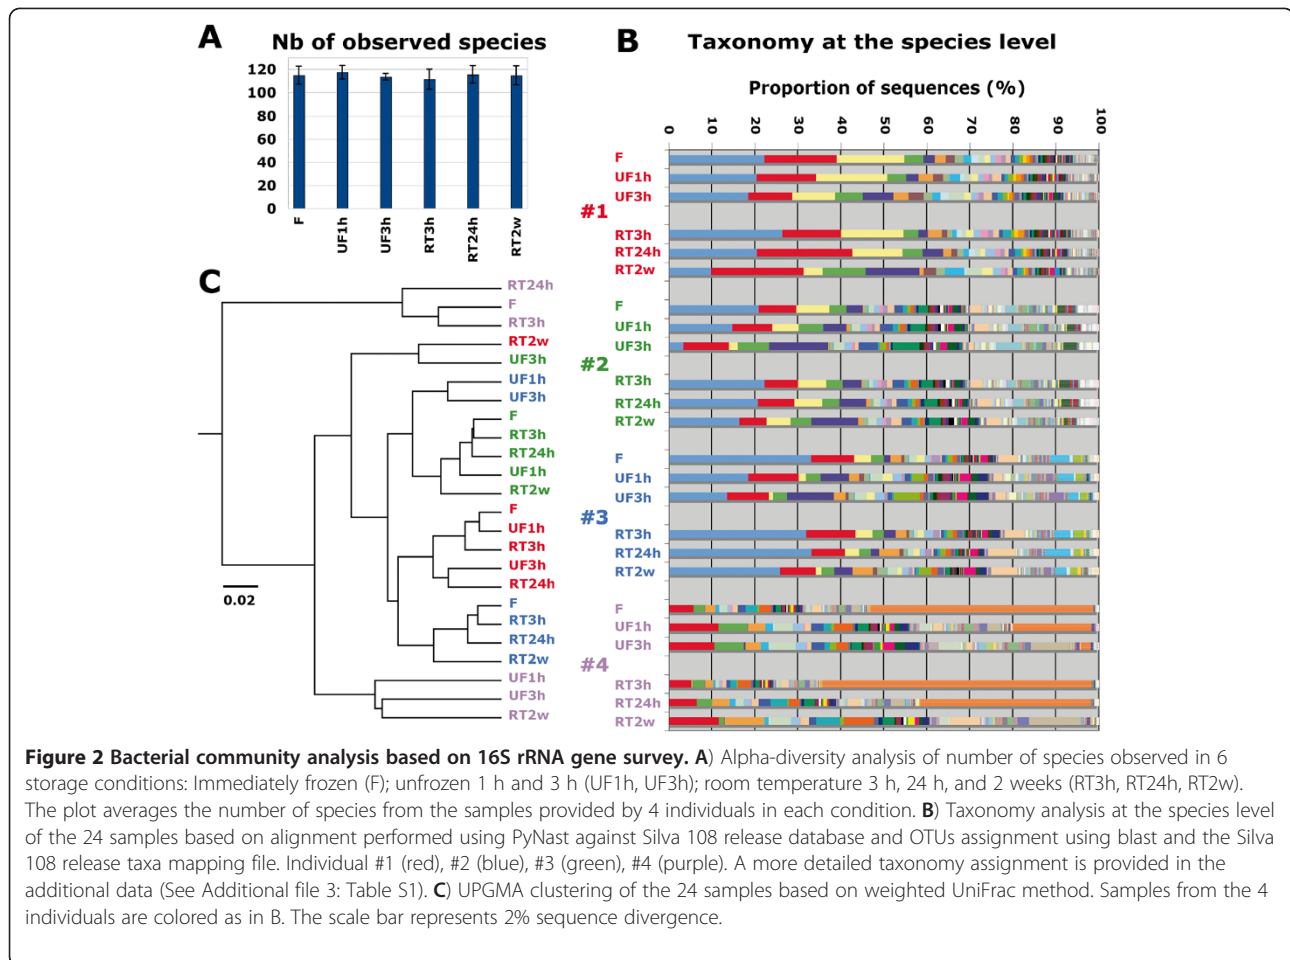 A
Nb of observed species
120
100
80
60
40
20
0
F
UF1h
UF3h
RT3h
RT24h
RT2w
B
Taxonomy at the species level
Proportion of sequences (%)
0 10 20 30 40 50 60 70 80 90 100
#1
F
UF1h
UF3h
RT3h
RT24h
RT2w
#2
F
UF1h
UF3h
RT3h
RT24h
RT2w
#3
F
UF1h
UF3h
RT3h
RT24h
RT2w
#4
F
UF1h
UF3h
RT3h
RT24h
RT2w
C
RT24h
F
RT3h
RT2w
UF3h
UF1h
UF3h
F
RT3h
RT24h
UF1h
RT2w
F
UF1h
RT3h
UF3h
RT24h
F
RT3h
RT24h
RT2w
UF1h
UF3h
RT2w
0.02
Figure 2 Bacterial community analysis based on 16S rRNA gene survey. A) Alpha-diversity analysis of number of species observed in 6
storage conditions: Immediately frozen (F); unfrozen 1 h and 3 h (UF1h, UF3h); room temperature 3 h, 24 h, and 2 weeks (RT3h, RT24h, RT2w).
The plot averages the number of species from the samples provided by 4 individuals in each condition. B) Taxonomy analysis at the species level
of the 24 samples based on alignment performed using PyNast against Silva 108 release database and OTUs assignment using blast and the Silva
108 release taxa mapping file. Individual #1 (red), #2 (blue), #3 (green), #4 (purple). A more detailed taxonomy assignment is provided in the
additional data (See Additional file 3: Table S1). C) UPGMA clustering of the 24 samples based on weighted UniFrac method. Samples from the 4
individuals are colored as in B. The scale bar represents 2% sequence divergence.